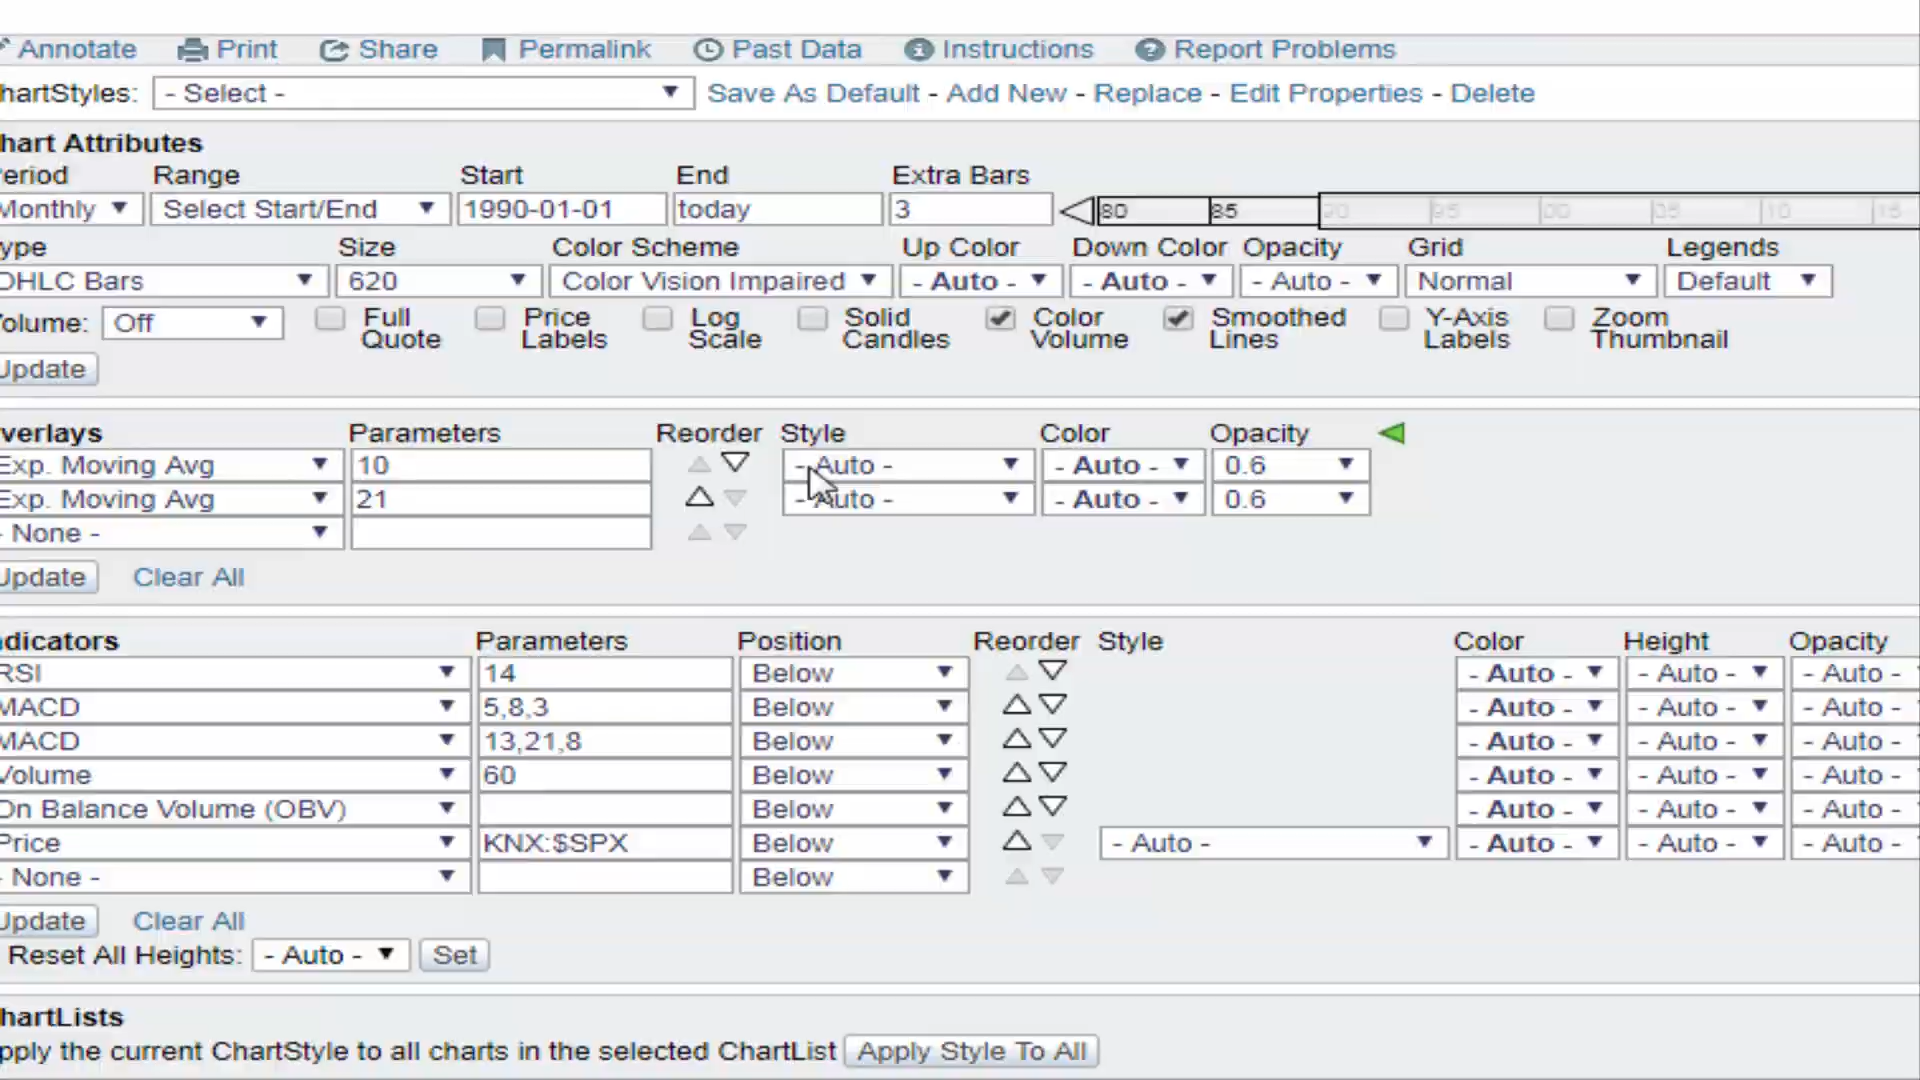 Annotate Print Share Permalink Past Data Instructions Report Problems
hartStyles: - Select - Save As Default - Add New - Replace - Edit Properties - Delete
hart Attributes
eriod Range Start End Extra Bars
Monthly Select Start/End 1990-01-01 today 3 80 85 90 95 00 05 10 15
ype Size Color Scheme Up Color Down Color Opacity Grid Legends
OHLC Bars 620 Color Vision Impaired - Auto - - Auto - - Auto - Normal Default
olume: Off Full Quote Price Labels Log Scale Solid Candles Color Volume Smoothed Lines Y-Axis Labels Zoom Thumbnail
Update
verlays Parameters Reorder Style Color Opacity
Exp. Moving Avg 10 - Auto - - Auto - 0.6
Exp. Moving Avg 21 - Auto - - Auto - 0.6
- None -
Update Clear All
ndicators Parameters Position Reorder Style Color Height Opacity
RSI 14 Below - Auto - - Auto - - Auto -
MACD 5,8,3 Below - Auto - - Auto - - Auto -
MACD 13,21,8 Below - Auto - - Auto - - Auto -
Volume 60 Below - Auto - - Auto - - Auto -
On Balance Volume (OBV) Below - Auto - - Auto - - Auto -
Price KNX:$SPX Below - Auto - - Auto - - Auto - - Auto -
- None - Below
Update Clear All
Reset All Heights: - Auto - Set
hartLists
pply the current ChartStyle to all charts in the selected ChartList Apply Style To All